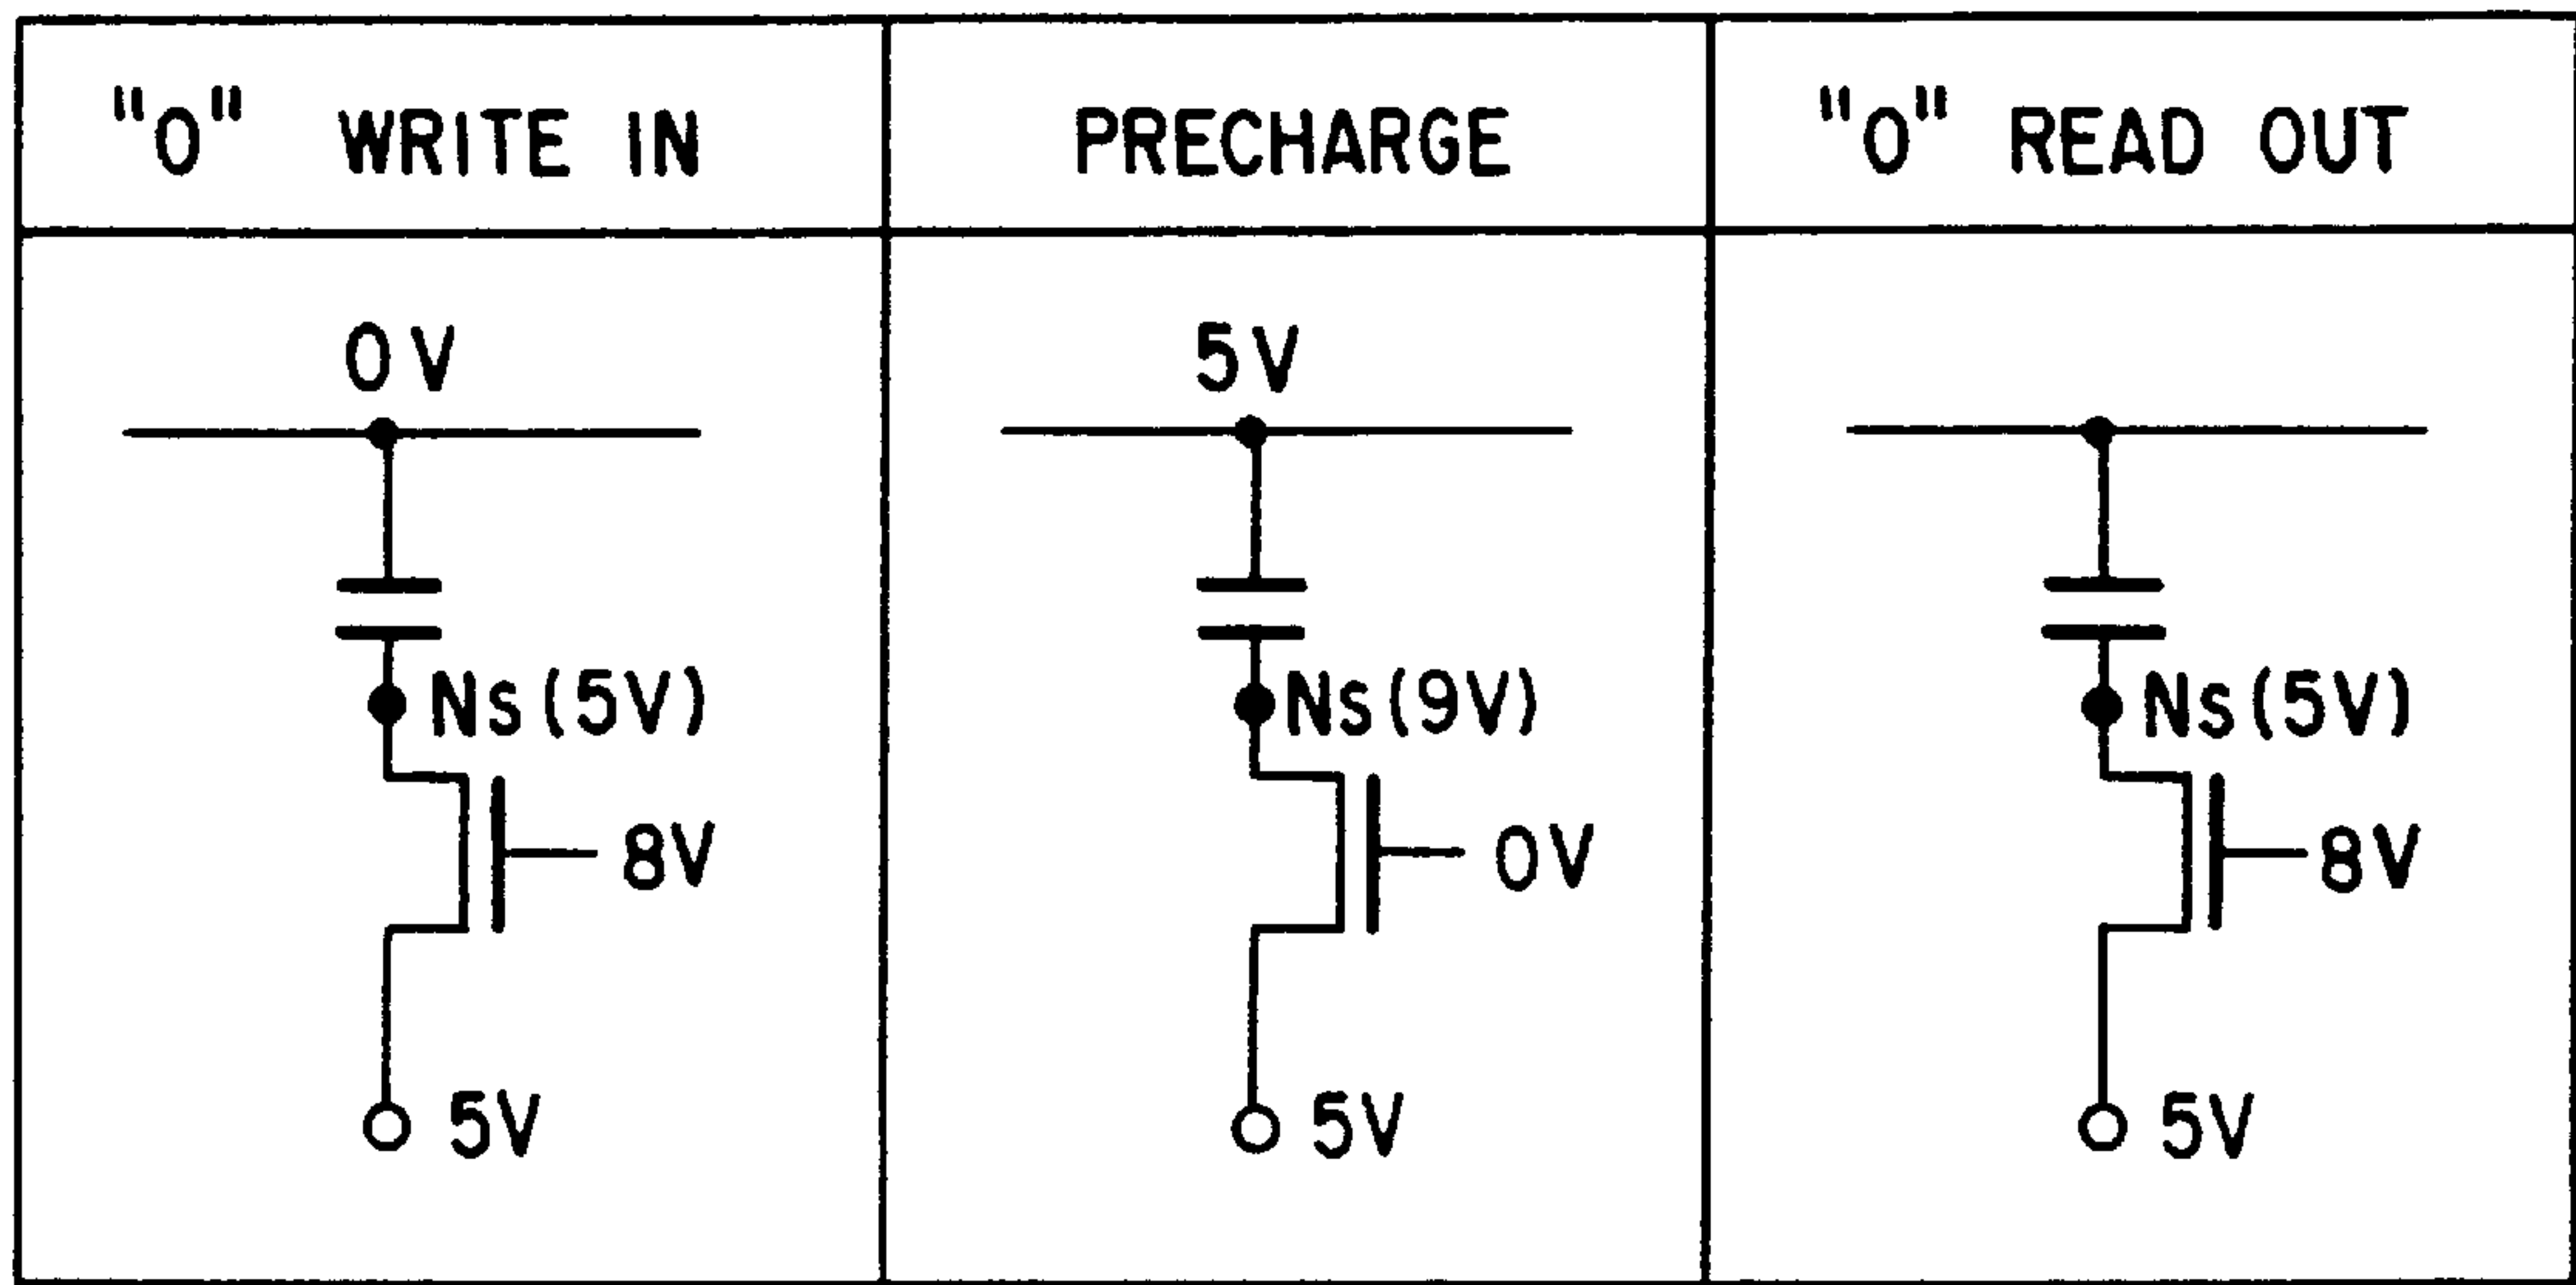 "0" WRITE IN
PRECHARGE
"0" READ OUT
0V
5V
Ns(5V)
Ns(9V)
Ns(5V)
8V
0V
8V
5V
5V
5V